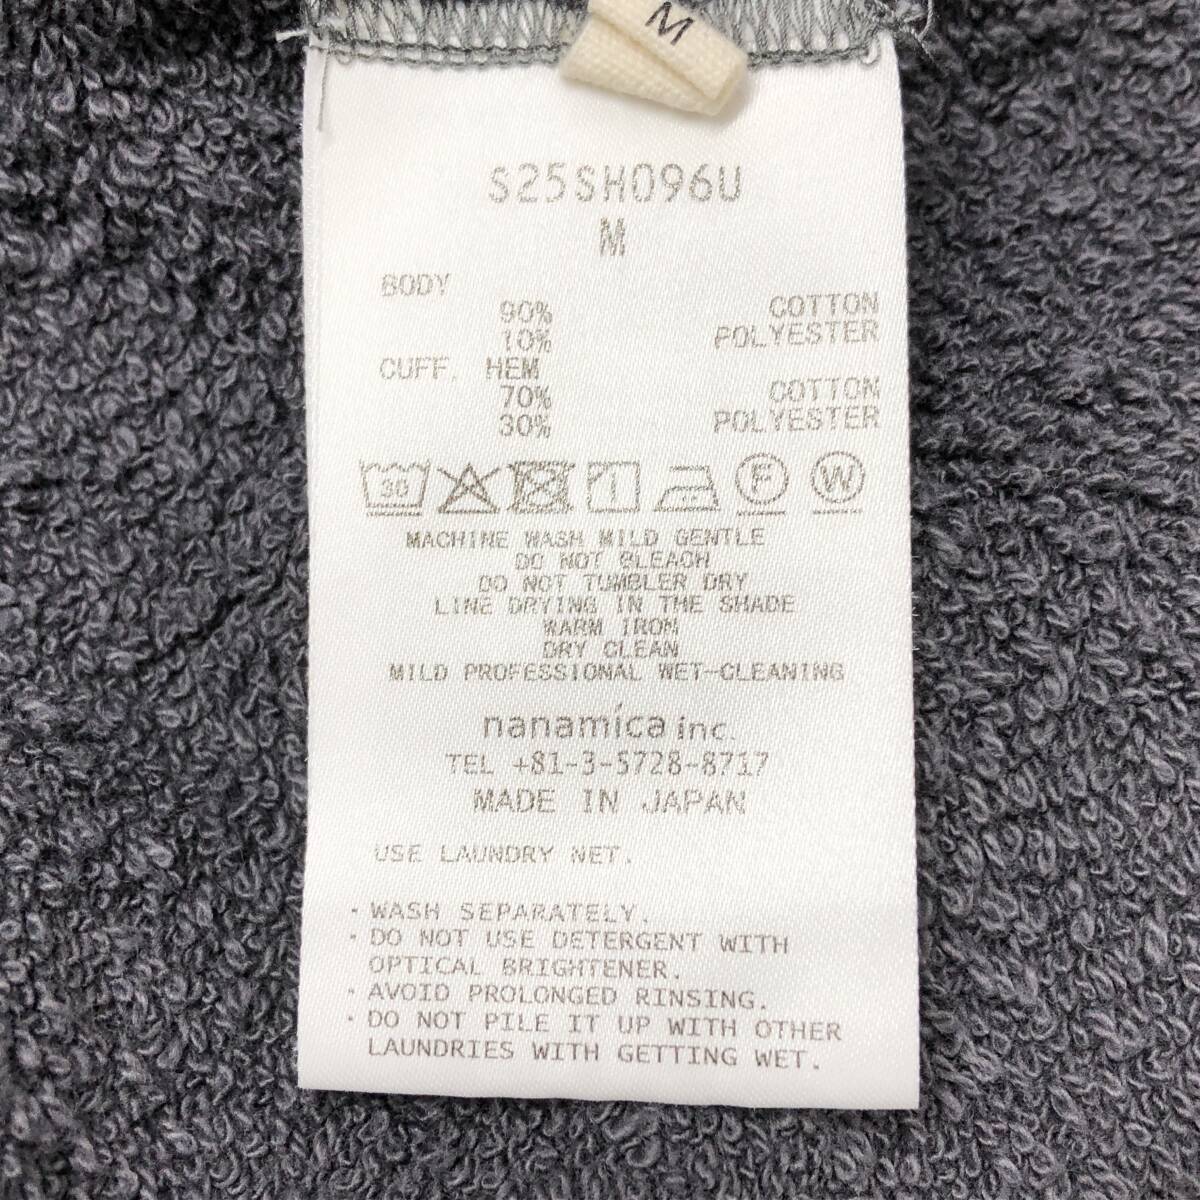 M
S25SH096U
M
BODY
90% COTTON
10% POLYESTER
CUFF. HEM
70% COTTON
30% POLYESTER
30 F W
MACHINE WASH MILD GENTLE
DO NOT BLEACH
DO NOT TUMBLER DRY
LINE DRYING IN THE SHADE
WARM IRON
DRY CLEAN
MILD PROFESSIONAL WET-CLEANING
nanamica inc.
TEL +81-3-5728-8717
MADE IN JAPAN
USE LAUNDRY NET.
・WASH SEPARATELY.
・DO NOT USE DETERGENT WITH
OPTICAL BRIGHTENER.
・AVOID PROLONGED RINSING.
・DO NOT PILE IT UP WITH OTHER
LAUNDRIES WITH GETTING WET.